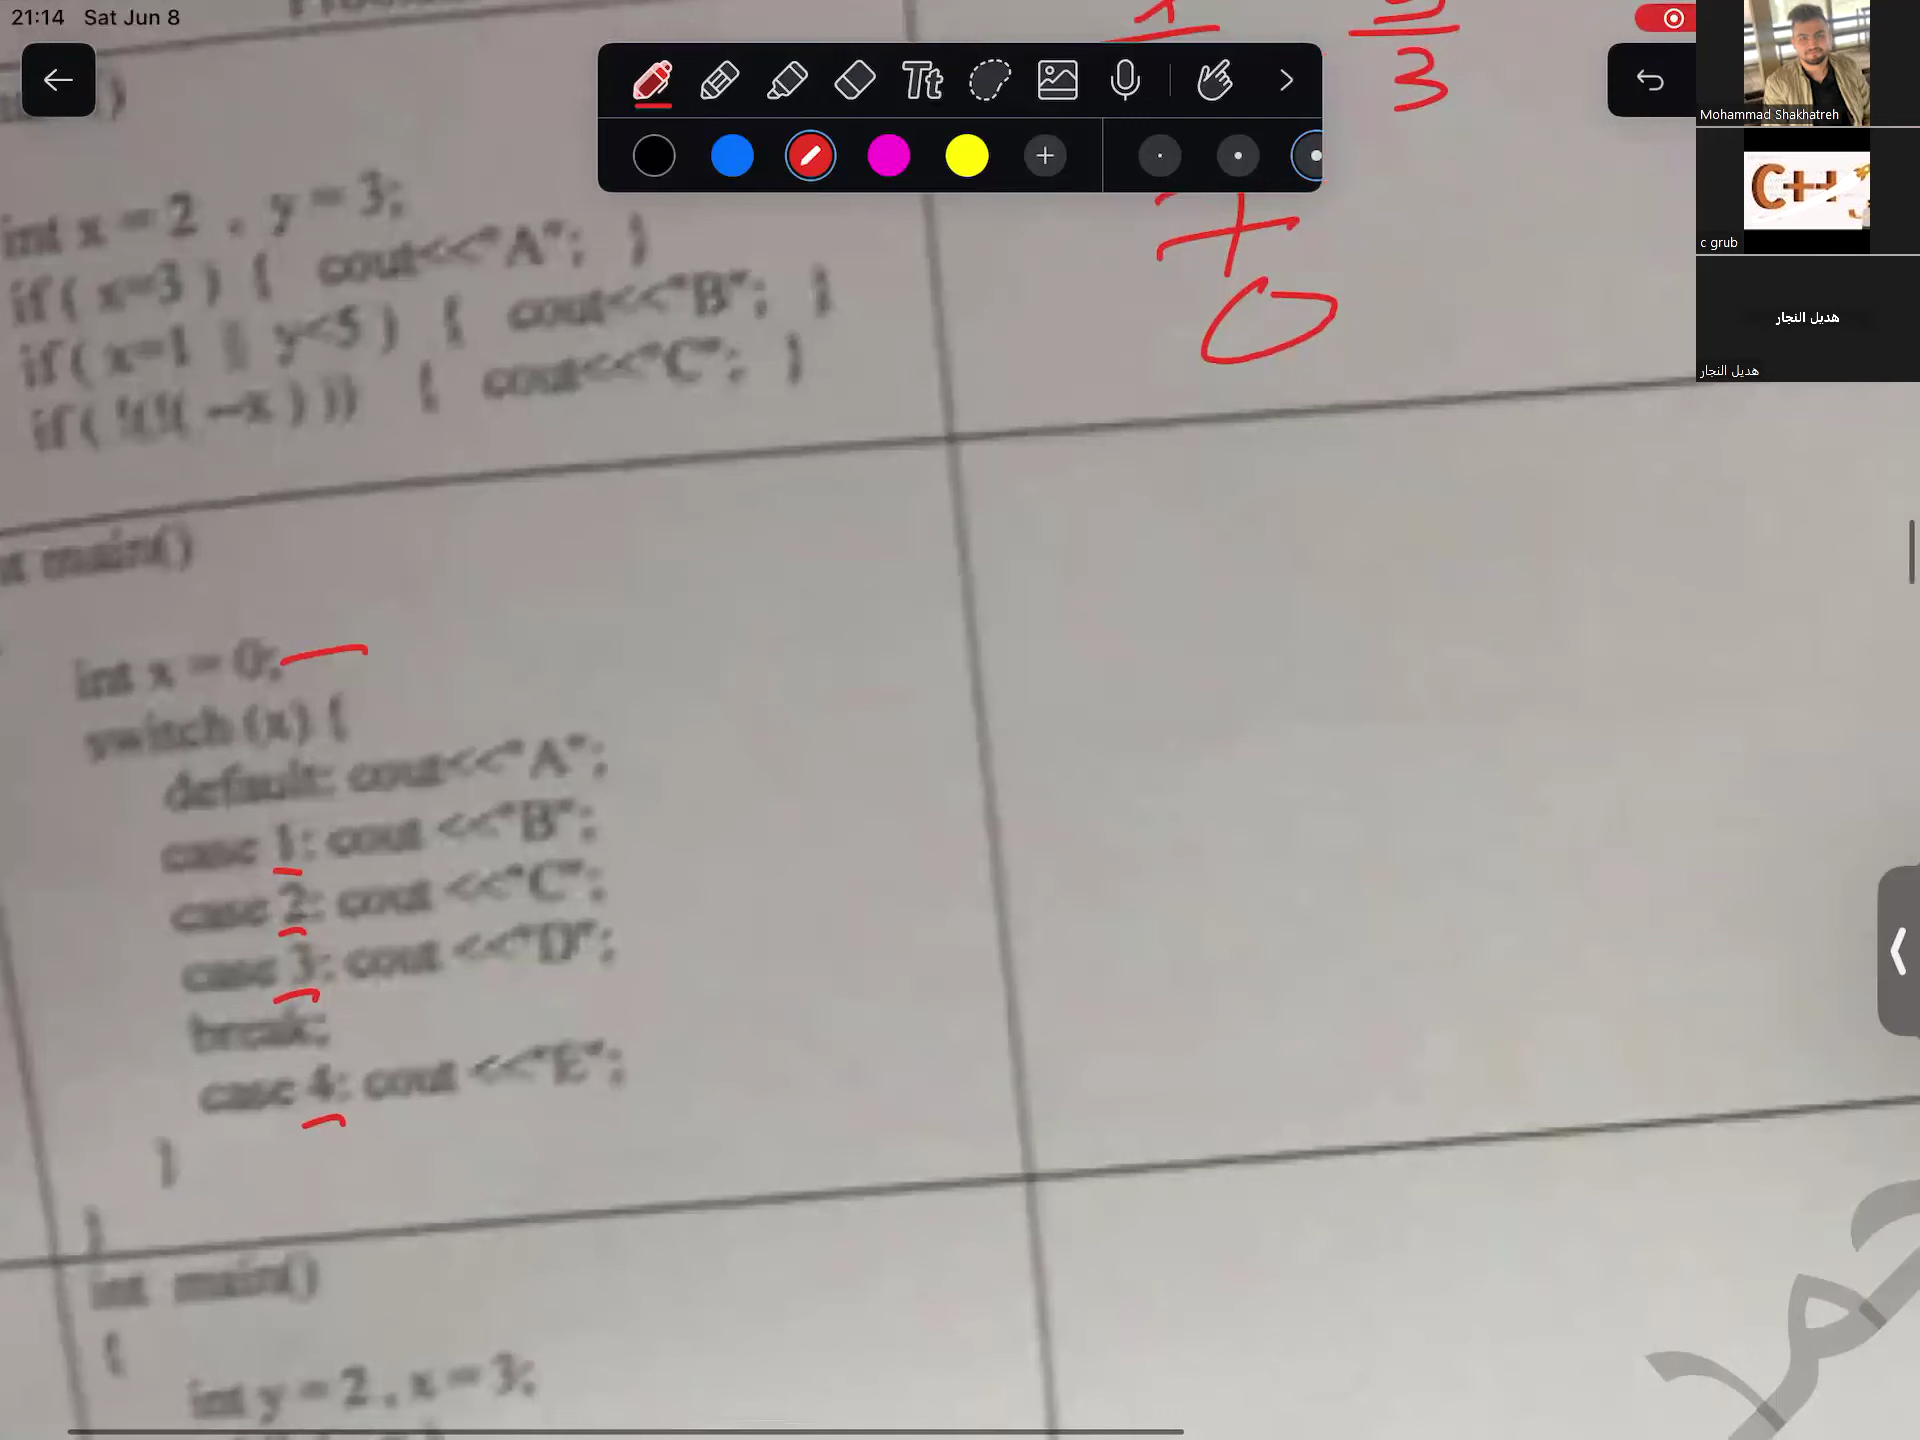 21:14 Sat Jun 8
3
Tt
Mohammad Shakhatreh
C++
c grub
هديل النجار
هديل النجار
int x = 2 , y = 3;
if( x=3 ) { cout<<"A"; }
if( x=1 || y<5 ) { cout<<"B"; }
if( !(!( --x ) )) { cout<<"C"; }
0
main()
int x = 0;
switch (x) {
default: cout<<"A";
case 1: cout <<"B";
case 2: cout <<"C";
case 3: cout <<"D";
break;
case 4: cout <<"E";
}
}
int main()
{
int y = 2 , x = 3;